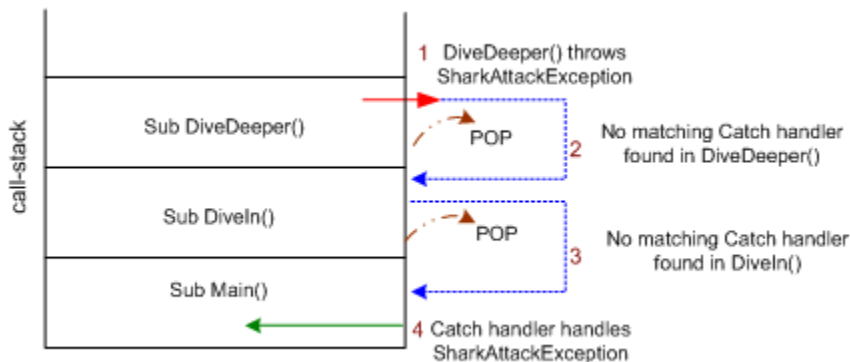 call-stack
1 DiveDeeper() throws
SharkAttackException
Sub DiveDeeper()
POP
2
No matching Catch handler
found in DiveDeeper()
Sub DiveIn()
POP
3
No matching Catch handler
found in DiveIn()
Sub Main()
4 Catch handler handles
SharkAttackException